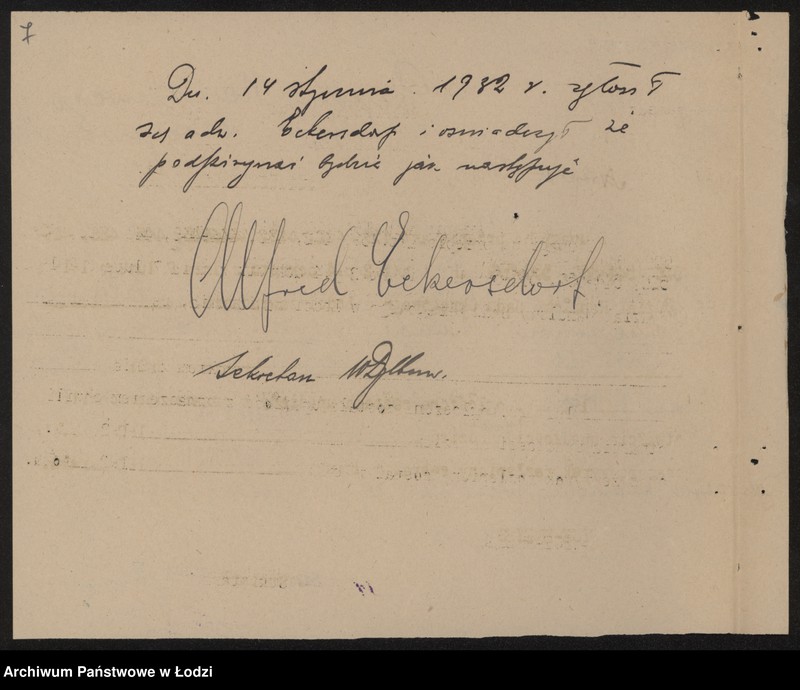 7
Dn. 14 stycznia 1932 r. zgłosił
się adw. Eckersdorf i oświadczył że
podpisywać będzie jak następuje
Alfred Eckersdorf
Sekretarz
Archiwum Państwowe w Łodzi